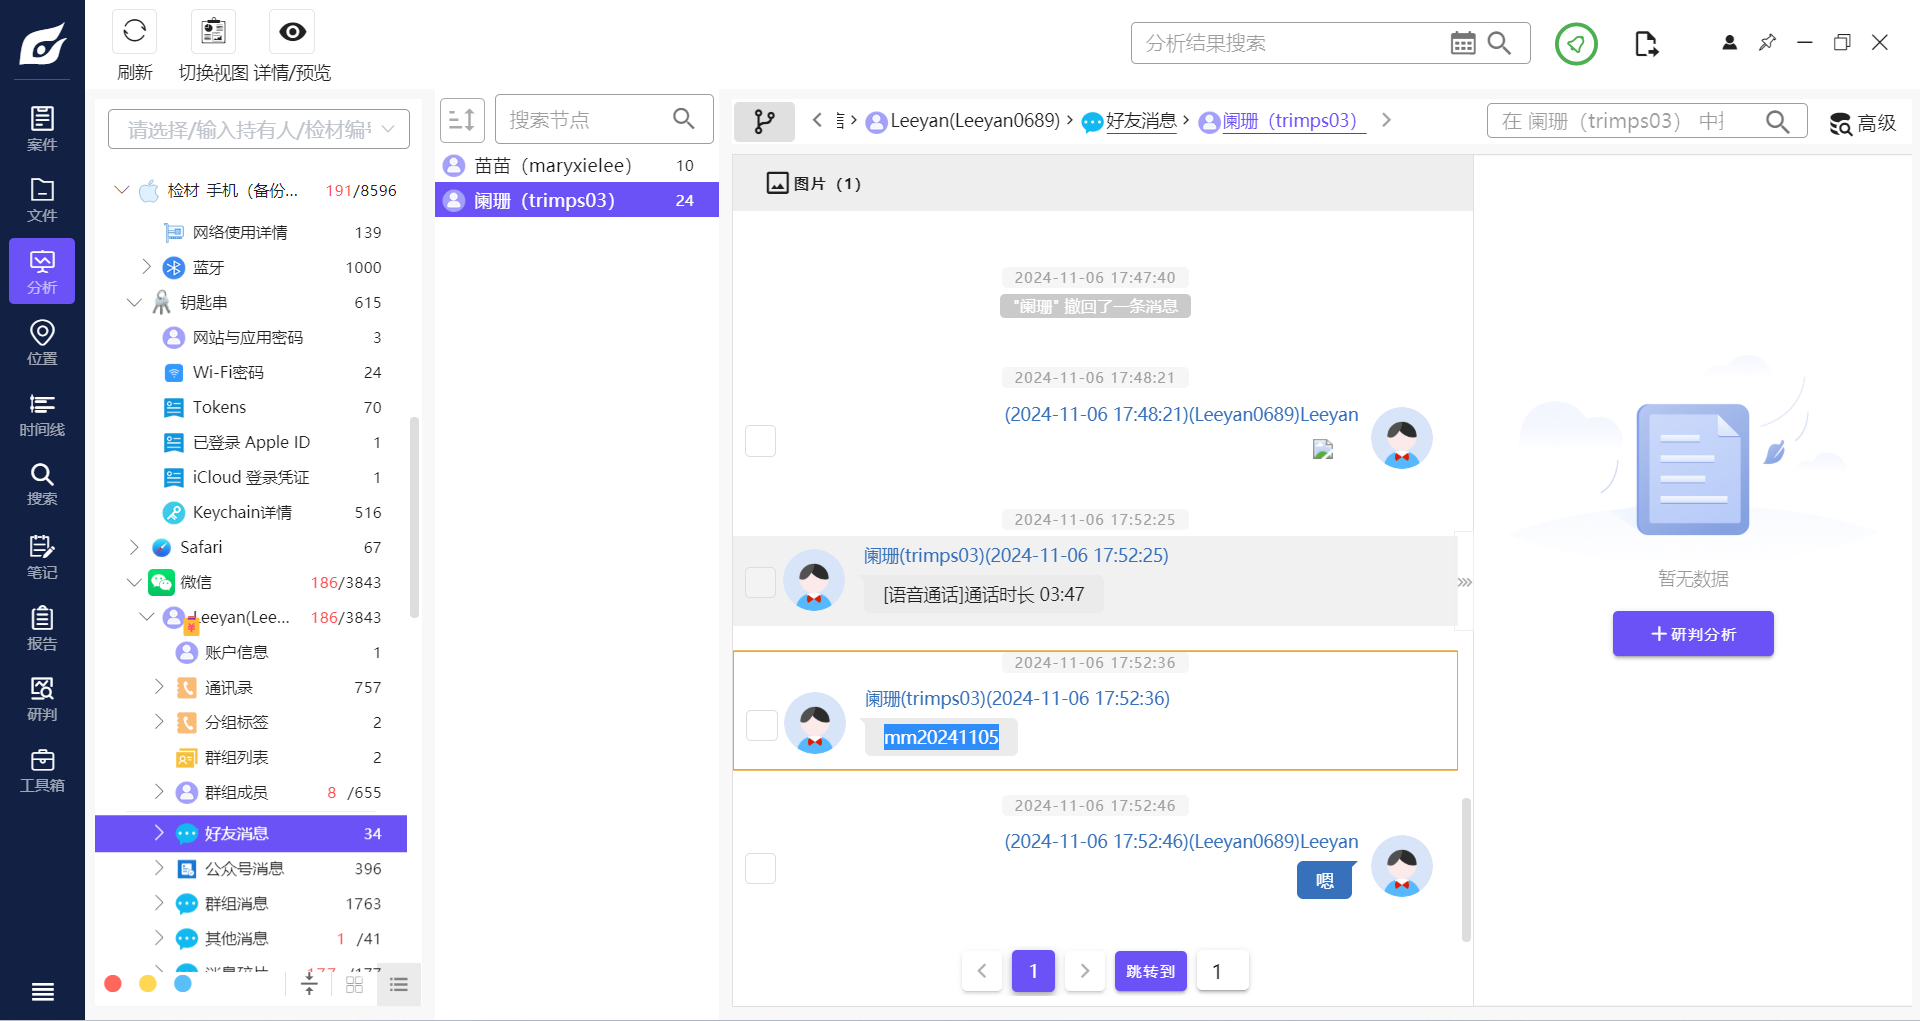 刷新
切换视图
详情/预览
分析结果搜索
案件
文件
分析
位置
时间线
搜索
笔记
报告
研判
工具箱
请选择/输入持有人/检材编号
检材 手机（备份... 191/8596
网络使用详情 139
蓝牙 1000
钥匙串 615
网站与应用密码 3
Wi-Fi密码 24
Tokens 70
已登录 Apple ID 1
iCloud 登录凭证 1
Keychain详情 516
Safari 67
微信 186/3843
Leeyan(Lee... 186/3843
账户信息 1
通讯录 757
分组标签 2
群组列表 2
群组成员 8 /655
好友消息 34
公众号消息 396
群组消息 1763
其他消息 1 /41
消息碎片 177 /177
搜索节点
苗苗（maryxielee） 10
阑珊（trimps03） 24
Leeyan(Leeyan0689) > 好友消息 > 阑珊（trimps03）
在 阑珊（trimps03） 中
高级
图片（1）
2024-11-06 17:47:40
"阑珊" 撤回了一条消息
2024-11-06 17:48:21
(2024-11-06 17:48:21)(Leeyan0689)Leeyan
2024-11-06 17:52:25
阑珊(trimps03)(2024-11-06 17:52:25)
[语音通话]通话时长 03:47
2024-11-06 17:52:36
阑珊(trimps03)(2024-11-06 17:52:36)
mm20241105
2024-11-06 17:52:46
(2024-11-06 17:52:46)(Leeyan0689)Leeyan
嗯
1
跳转到
1
暂无数据
+研判分析